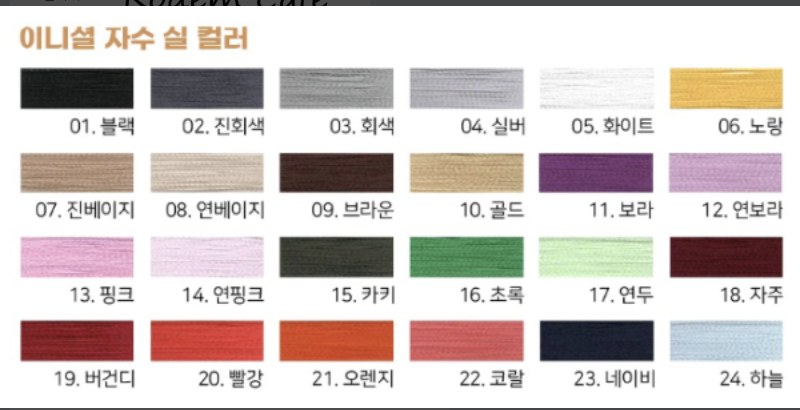 이니셜 자수 실 컬러
01. 블랙 02. 진회색 03. 회색 04. 실버 05. 화이트 06. 노랑
07. 진베이지 08. 연베이지 09. 브라운 10. 골드 11. 보라 12. 연보라
13. 핑크 14. 연핑크 15. 카키 16. 초록 17. 연두 18. 자주
19. 버건디 20. 빨강 21. 오렌지 22. 코랄 23. 네이비 24. 하늘